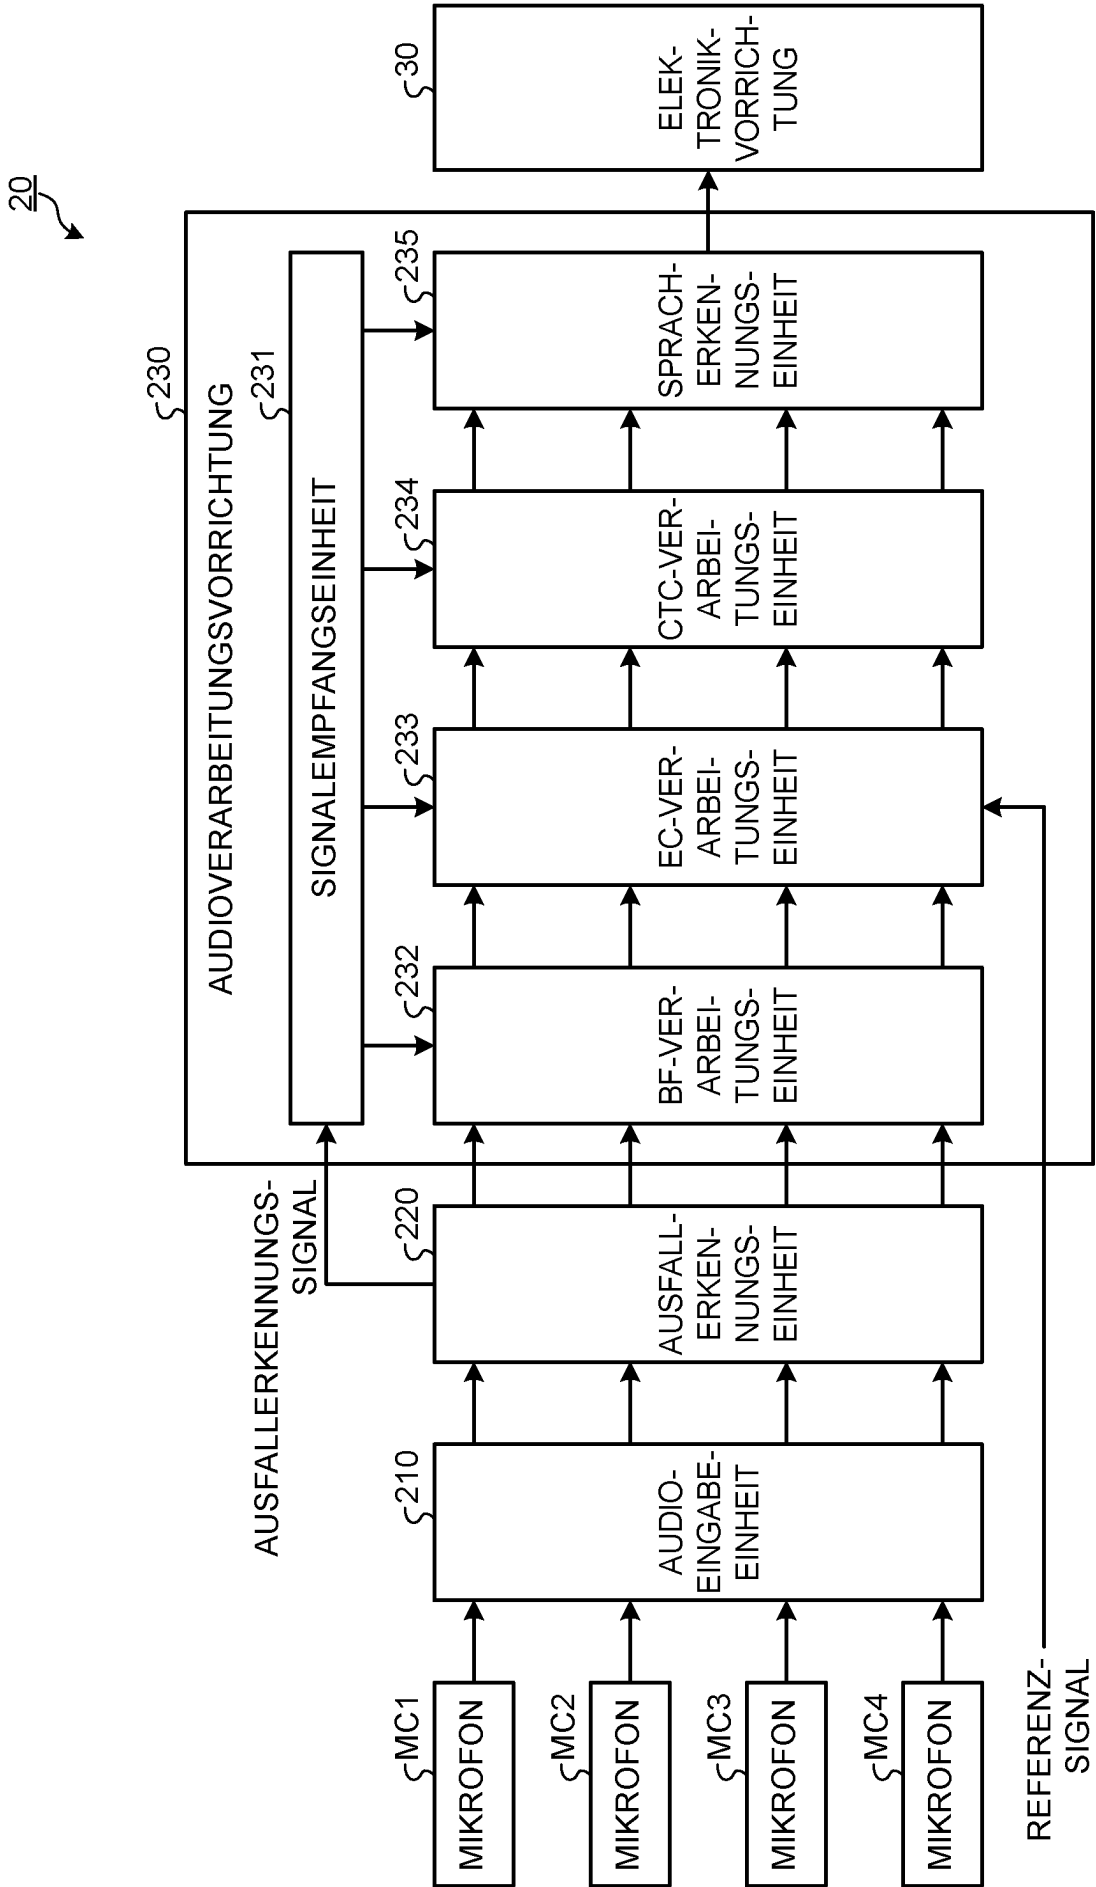 20
AUDIOVERARBEITUNGSVORRICHTUNG
230
231
SIGNALEMPFANGSEINHEIT
AUSFALLERKENNUNGS-
SIGNAL
MC1
MIKROFON
MC2
MIKROFON
MC3
MIKROFON
MC4
MIKROFON
210
AUDIO-
EINGABE-
EINHEIT
220
AUSFALL-
ERKEN-
NUNGS-
EINHEIT
232
BF-VER-
ARBEI-
TUNGS-
EINHEIT
233
EC-VER-
ARBEI-
TUNGS-
EINHEIT
234
CTC-VER-
ARBEI-
TUNGS-
EINHEIT
235
SPRACH-
ERKEN-
NUNGS-
EINHEIT
30
ELEK-
TRONIK-
VORRICH-
TUNG
REFERENZ-
SIGNAL